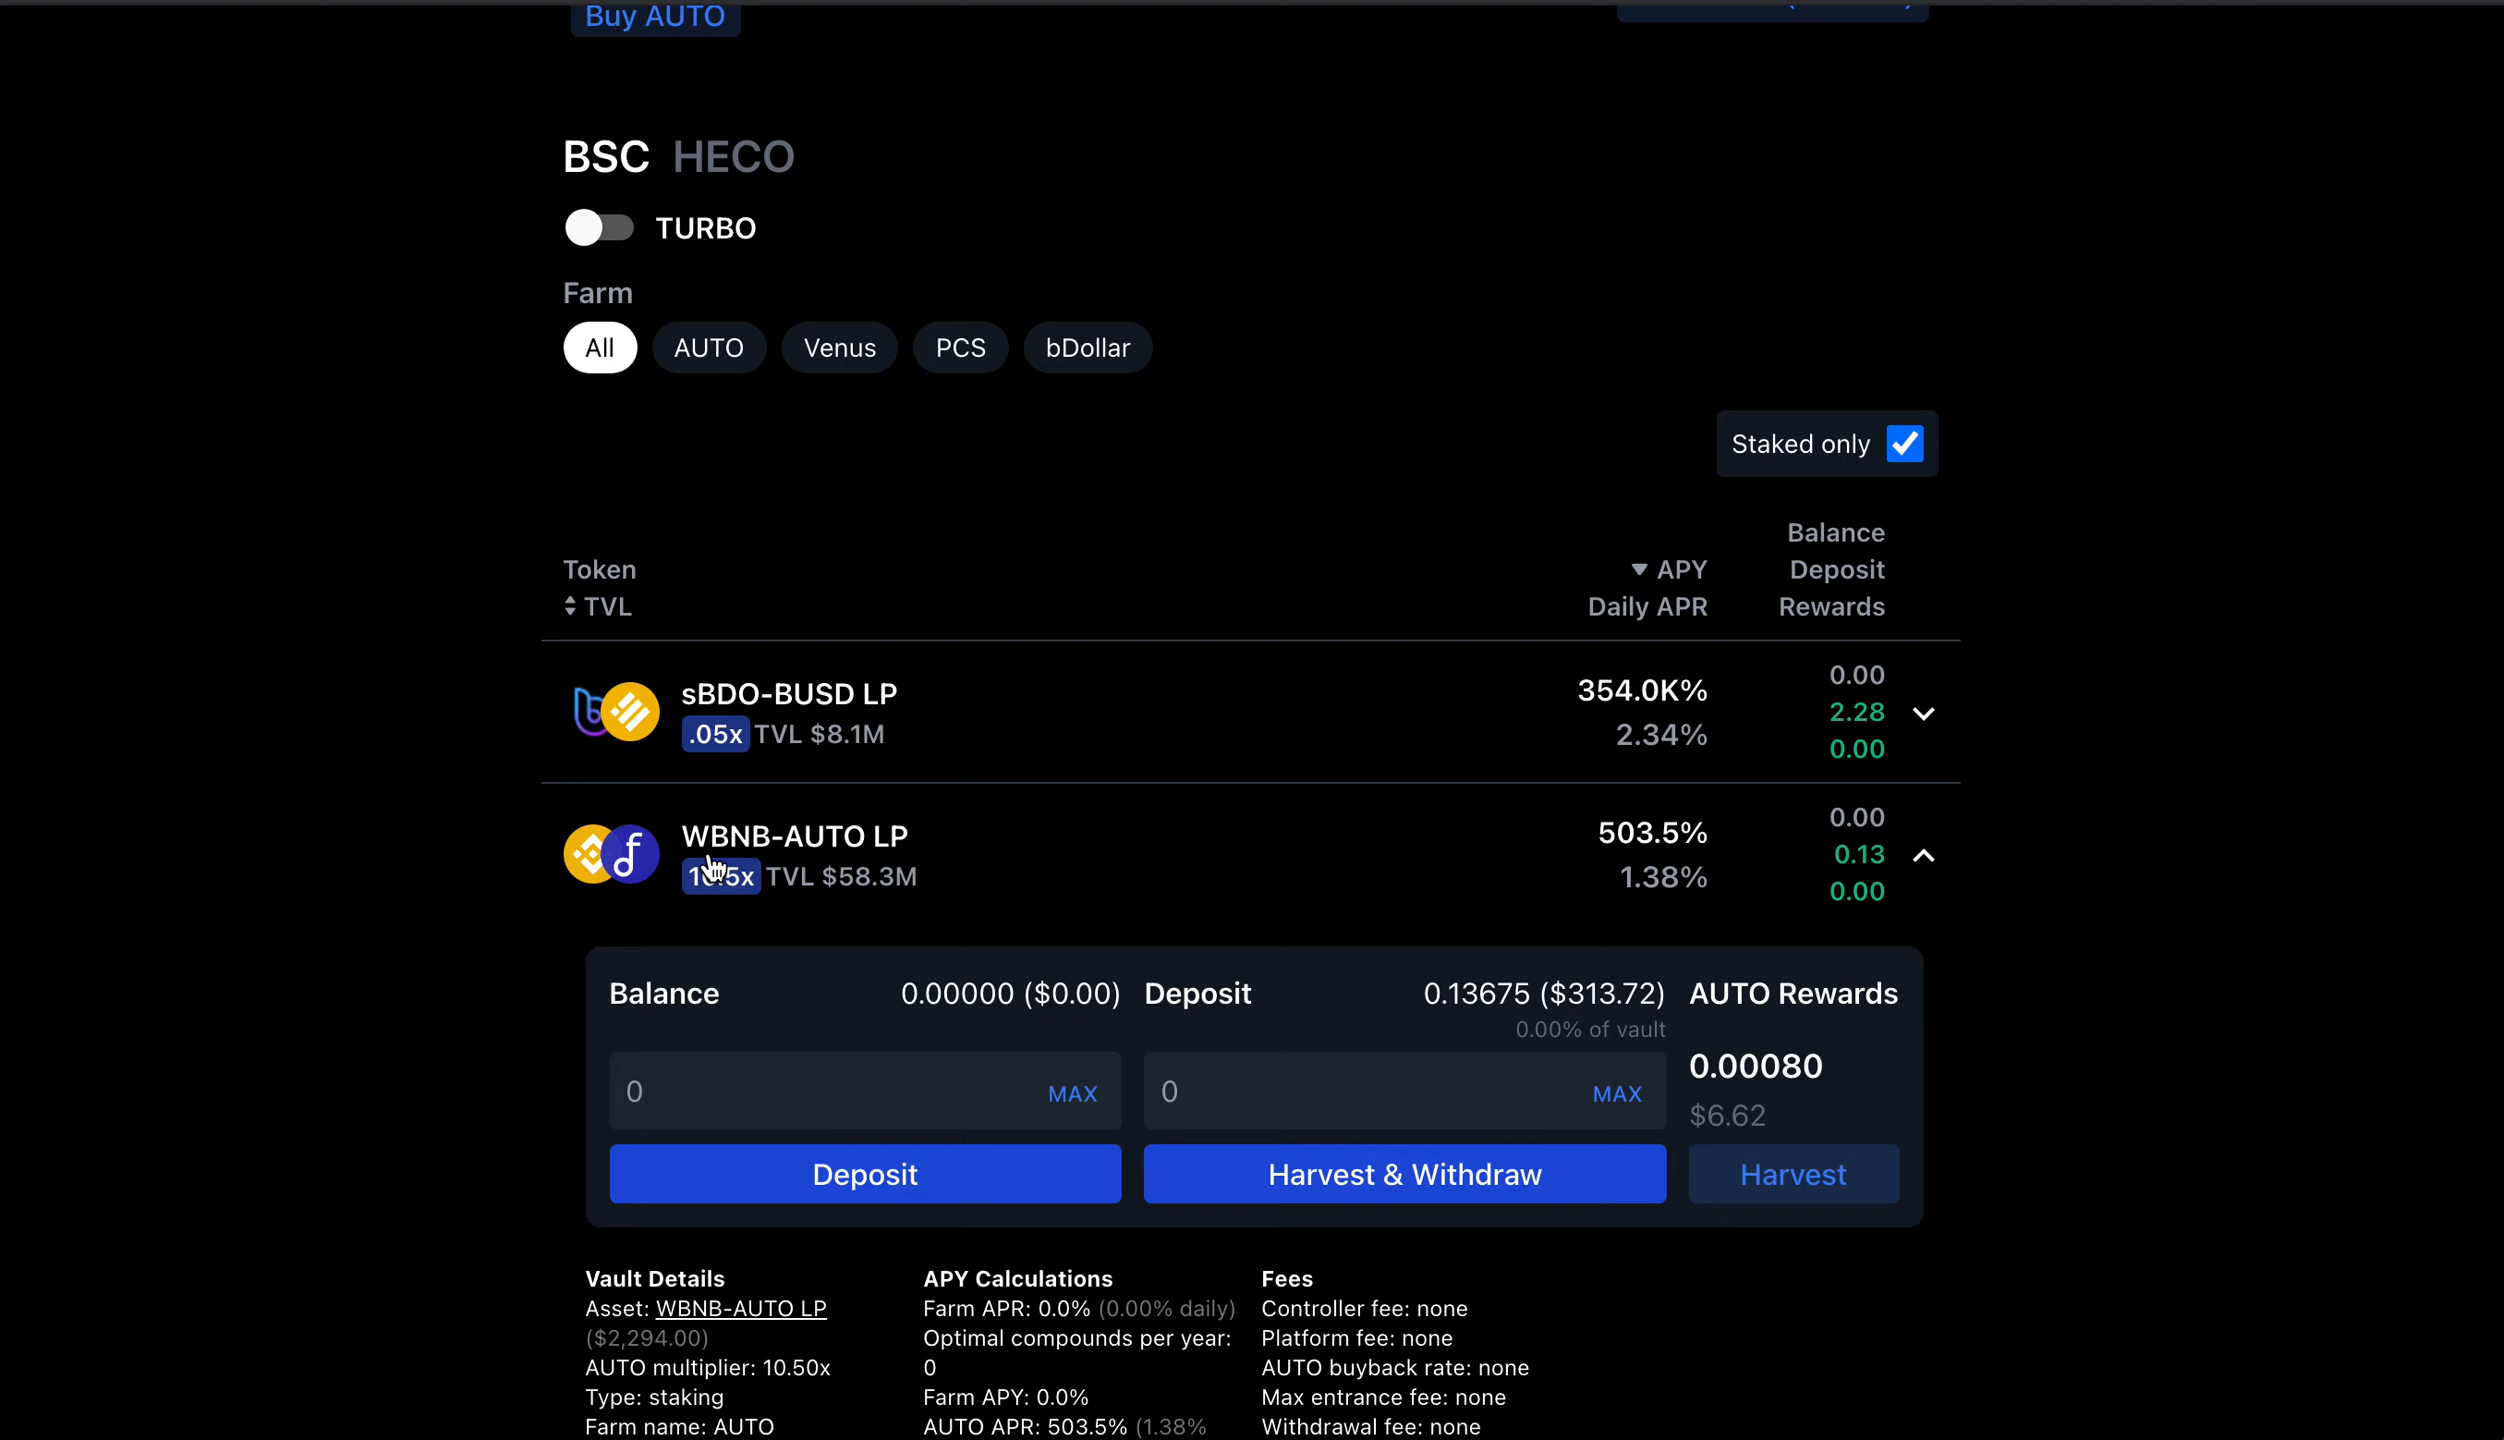 Buy AUTO
BSC HECO
TURBO
Farm
All AUTO Venus PCS bDollar
Staked only
Balance
Token APY Deposit
TVL Daily APR Rewards
sBDO-BUSD LP 354.0K% 0.00
.05x TVL $8.1M 2.34% 2.28
0.00
WBNB-AUTO LP 503.5% 0.00
TVL $58.3M 1.38% 0.13
0.00
Balance 0.00000 ($0.00) Deposit 0.13675 ($313.72) AUTO Rewards
0.00% of vault
0 MAX 0 MAX 0.00080
$6.62
Deposit Harvest & Withdraw Harvest
Vault Details APY Calculations Fees
Asset: WBNB-AUTO LP Farm APR: 0.0% (0.00% daily) Controller fee: none
($2,294.00) Optimal compounds per year: Platform fee: none
AUTO multiplier: 10.50x 0 AUTO buyback rate: none
Type: staking Farm APY: 0.0% Max entrance fee: none
Farm name: AUTO AUTO APR: 503.5% (1.38% Withdrawal fee: none